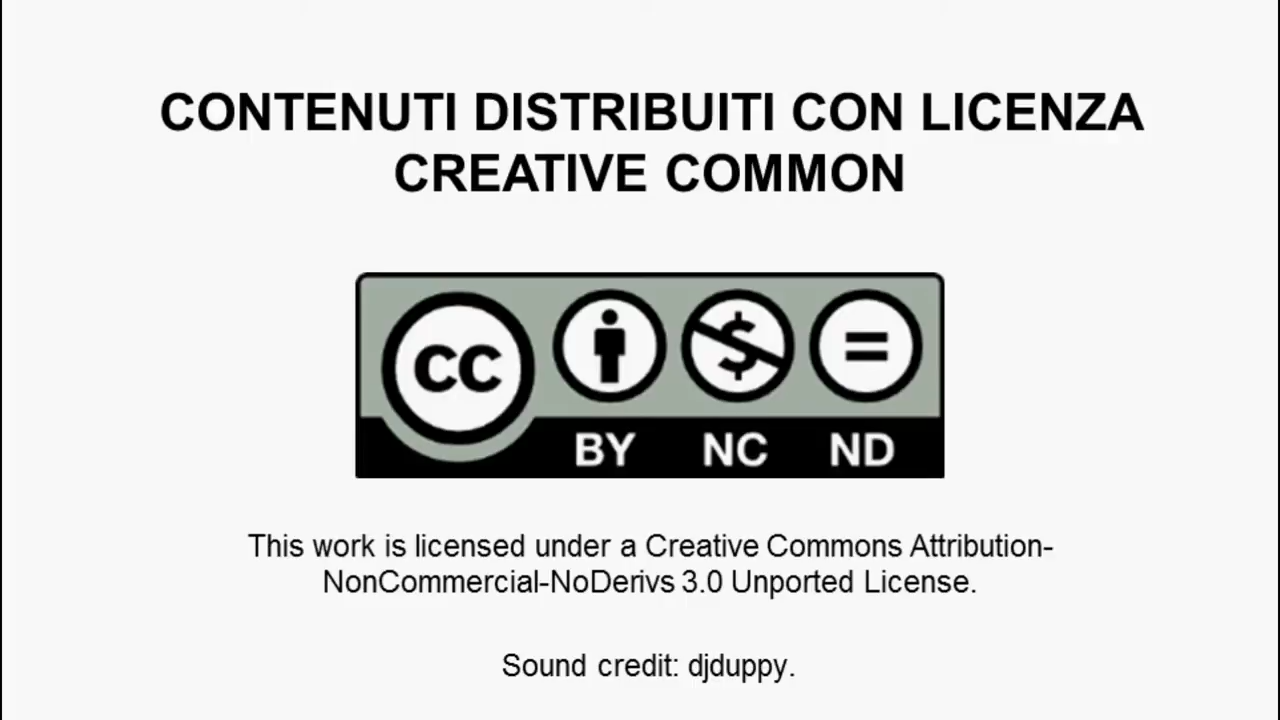 CONTENUTI DISTRIBUITI CON LICENZA
CREATIVE COMMON
CC
BY NC ND
This work is licensed under a Creative Commons Attribution-
NonCommercial-NoDerivs 3.0 Unported License.
Sound credit: djduppy.